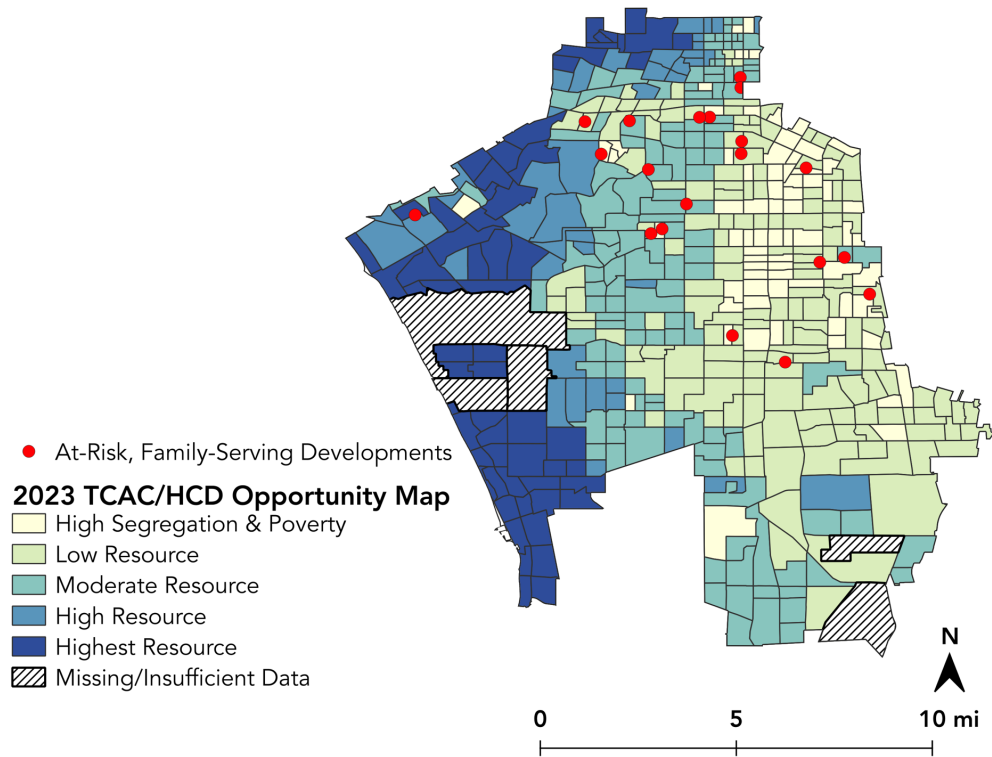 At-Risk, Family-Serving Developments
2023 TCAC/HCD Opportunity Map
High Segregation & Poverty
Low Resource
Moderate Resource
High Resource
Highest Resource
Missing/Insufficient Data
N
0 5 10 mi